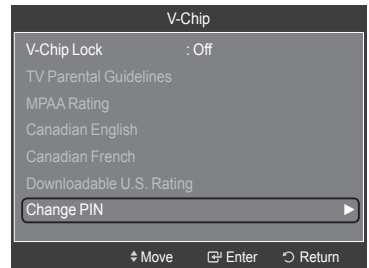 V-Chip
V-Chip Lock : Off
TV Parental Guidelines
MPAA Rating
Canadian English
Canadian French
Downloadable U.S. Rating
Change PIN
Move Enter Return